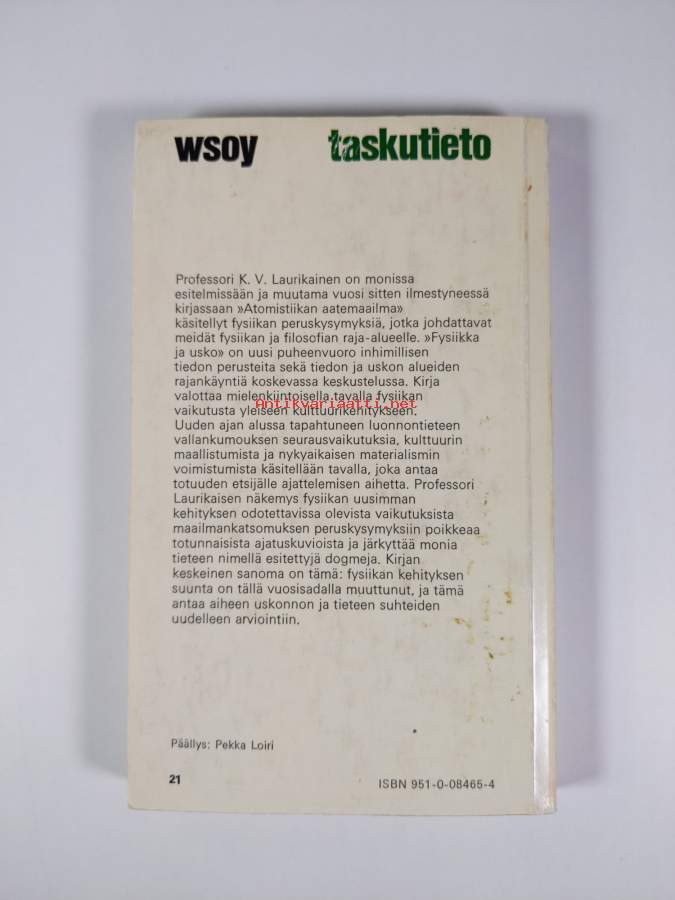 wsoy taskutieto
Professori K. V. Laurikainen on monissa
esitelmissään ja muutama vuosi sitten ilmestyneessä
kirjassaan »Atomistiikan aatemaailma»
käsitellyt fysiikan peruskysymyksiä, jotka johdattavat
meidät fysiikan ja filosofian raja-alueelle. »Fysiikka
ja usko» on uusi puheenvuoro inhimillisen
tiedon perusteita sekä tiedon ja uskon alueiden
rajankäyntiä koskevassa keskustelussa. Kirja
valottaa mielenkiintoisella tavalla fysiikan
Antikvariaatti.net
vaikutusta yleiseen kulttuurikehitykseen.
Uuden ajan alussa tapahtuneen luonnontieteen
vallankumouksen seurausvaikutuksia, kulttuurin
maallistumista ja nykyaikaisen materialismin
voimistumista käsitellään tavalla, joka antaa
totuuden etsijälle ajattelemisen aihetta. Professori
Laurikaisen näkemys fysiikan uusimman
kehityksen odotettavissa olevista vaikutuksista
maailmankatsomuksen peruskysymyksiin poikkeaa
totunnaisista ajatuskuvioista ja järkyttää monia
tieteen nimellä esitettyjä dogmeja. Kirjan
keskeinen sanoma on tämä: fysiikan kehityksen
suunta on tällä vuosisadalla muuttunut, ja tämä
antaa aiheen uskonnon ja tieteen suhteiden
uudelleen arviointiin.
Päällys: Pekka Loiri
21 ISBN 951-0-08465-4